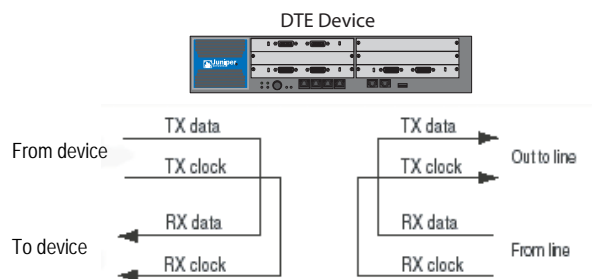 DTE Device
Juniper
TX data
From device
TX clock
RX data
To device
RX clock
TX data
TX clock
Out to line
RX data
From line
RX clock